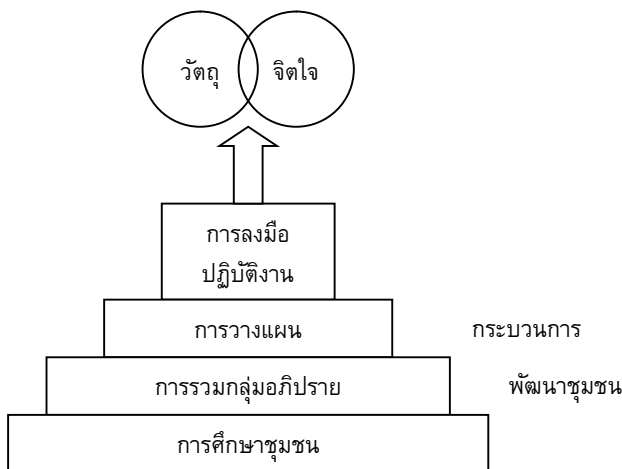 วัตถุ จิตใจ
การลงมือ
ปฏิบัติงาน
การวางแผน
กระบวนการ
การรวมกลุ่มอภิปราย
พัฒนาชุมชน
การศึกษาชุมชน